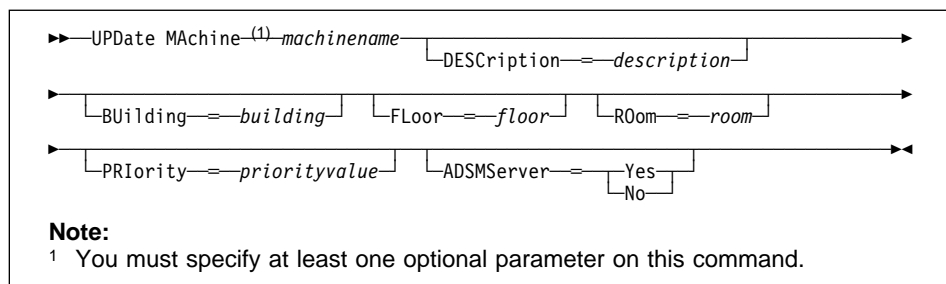 UPDate MAchine (1) machinename
DESCription = description
BUilding = building FLoor = floor ROom = room
PRIority = priorityvalue ADSMServer = Yes
No
Note:
1 You must specify at least one optional parameter on this command.